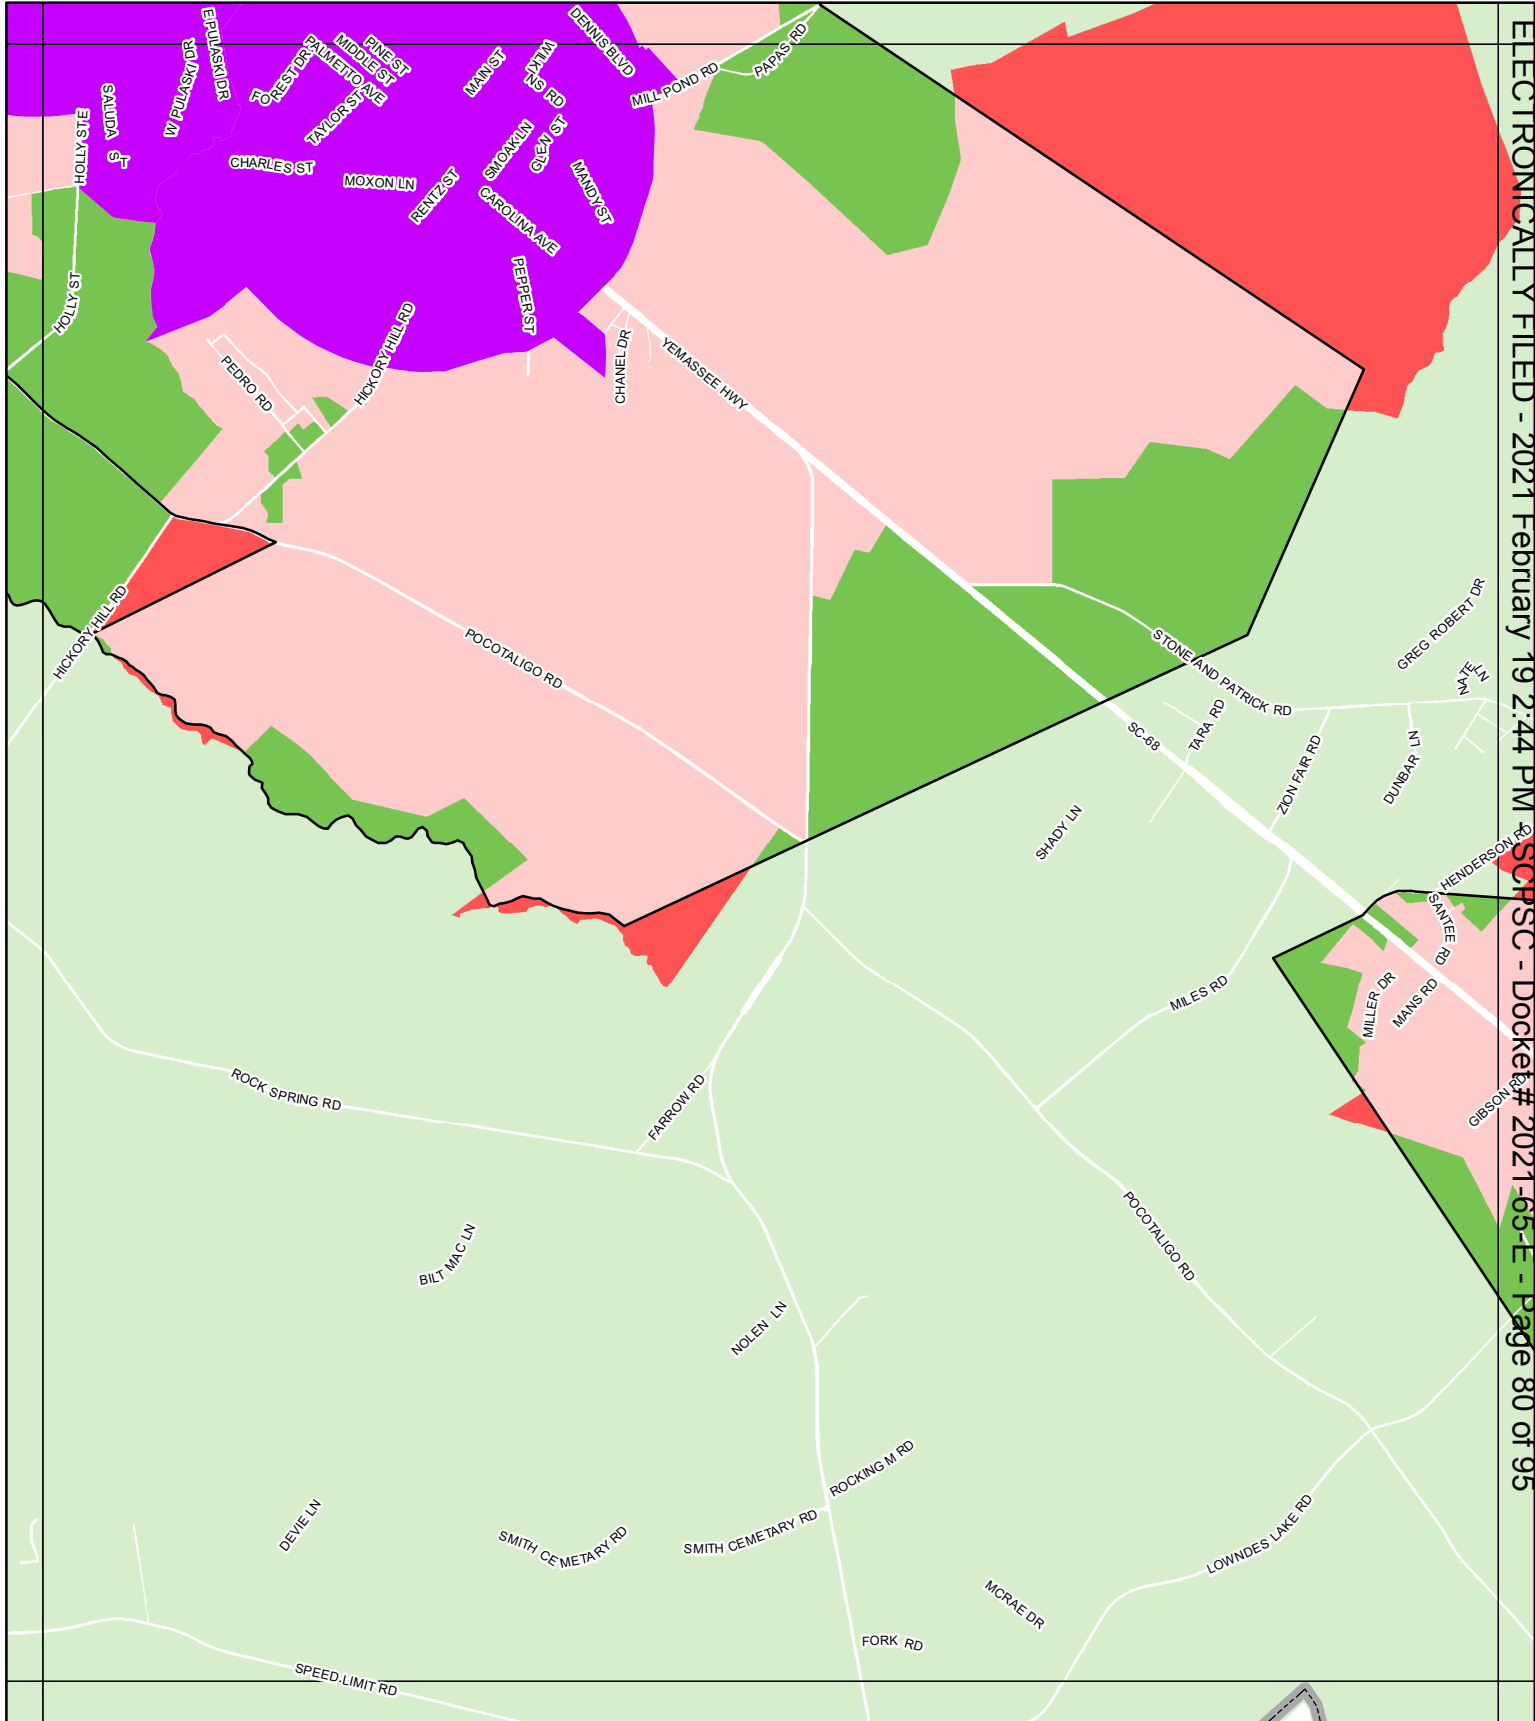 ELECTRONICALLY FILED - 2021 February 19 2:44 PM - SCPSC - Docket # 2021-65-E - Page 80 of 95
HOLLY ST E
SALUDA ST
W PULASKI DR
E PULASKI DR
FOREST DR
PALMETTO AVE
MIDDLE ST
PINE ST
TAYLOR ST
MAIN ST
WILKINS RD
DENNIS BLVD
MILL POND RD
PAPAS RD
CHARLES ST
MOXON LN
RENTZ ST
SMOAK LN
GLEN ST
MANDY ST
CAROLINA AVE
PEPPER ST
HOLLY ST
HICKORY HILL RD
PEDRO RD
CHANEL DR
YEMASSEE HWY
HICKORY HILL RD
POCOTALIGO RD
STONE AND PATRICK RD
GREG ROBERT DR
NATE LN
SC-68
TARA RD
ZION FAIR RD
DUNBAR LN
SHADY LN
HENDERSON RD
SANTEE RD
MILLER DR
MANS RD
MILES RD
GIBSON RD
ROCK SPRING RD
FARROW RD
POCOTALIGO RD
BILT MAC LN
NOLEN LN
ROCKING M RD
DEVIE LN
SMITH CEMETARY RD
SMITH CEMETARY RD
LOWNDES LAKE RD
MCRAE DR
FORK RD
SPEED LIMIT RD